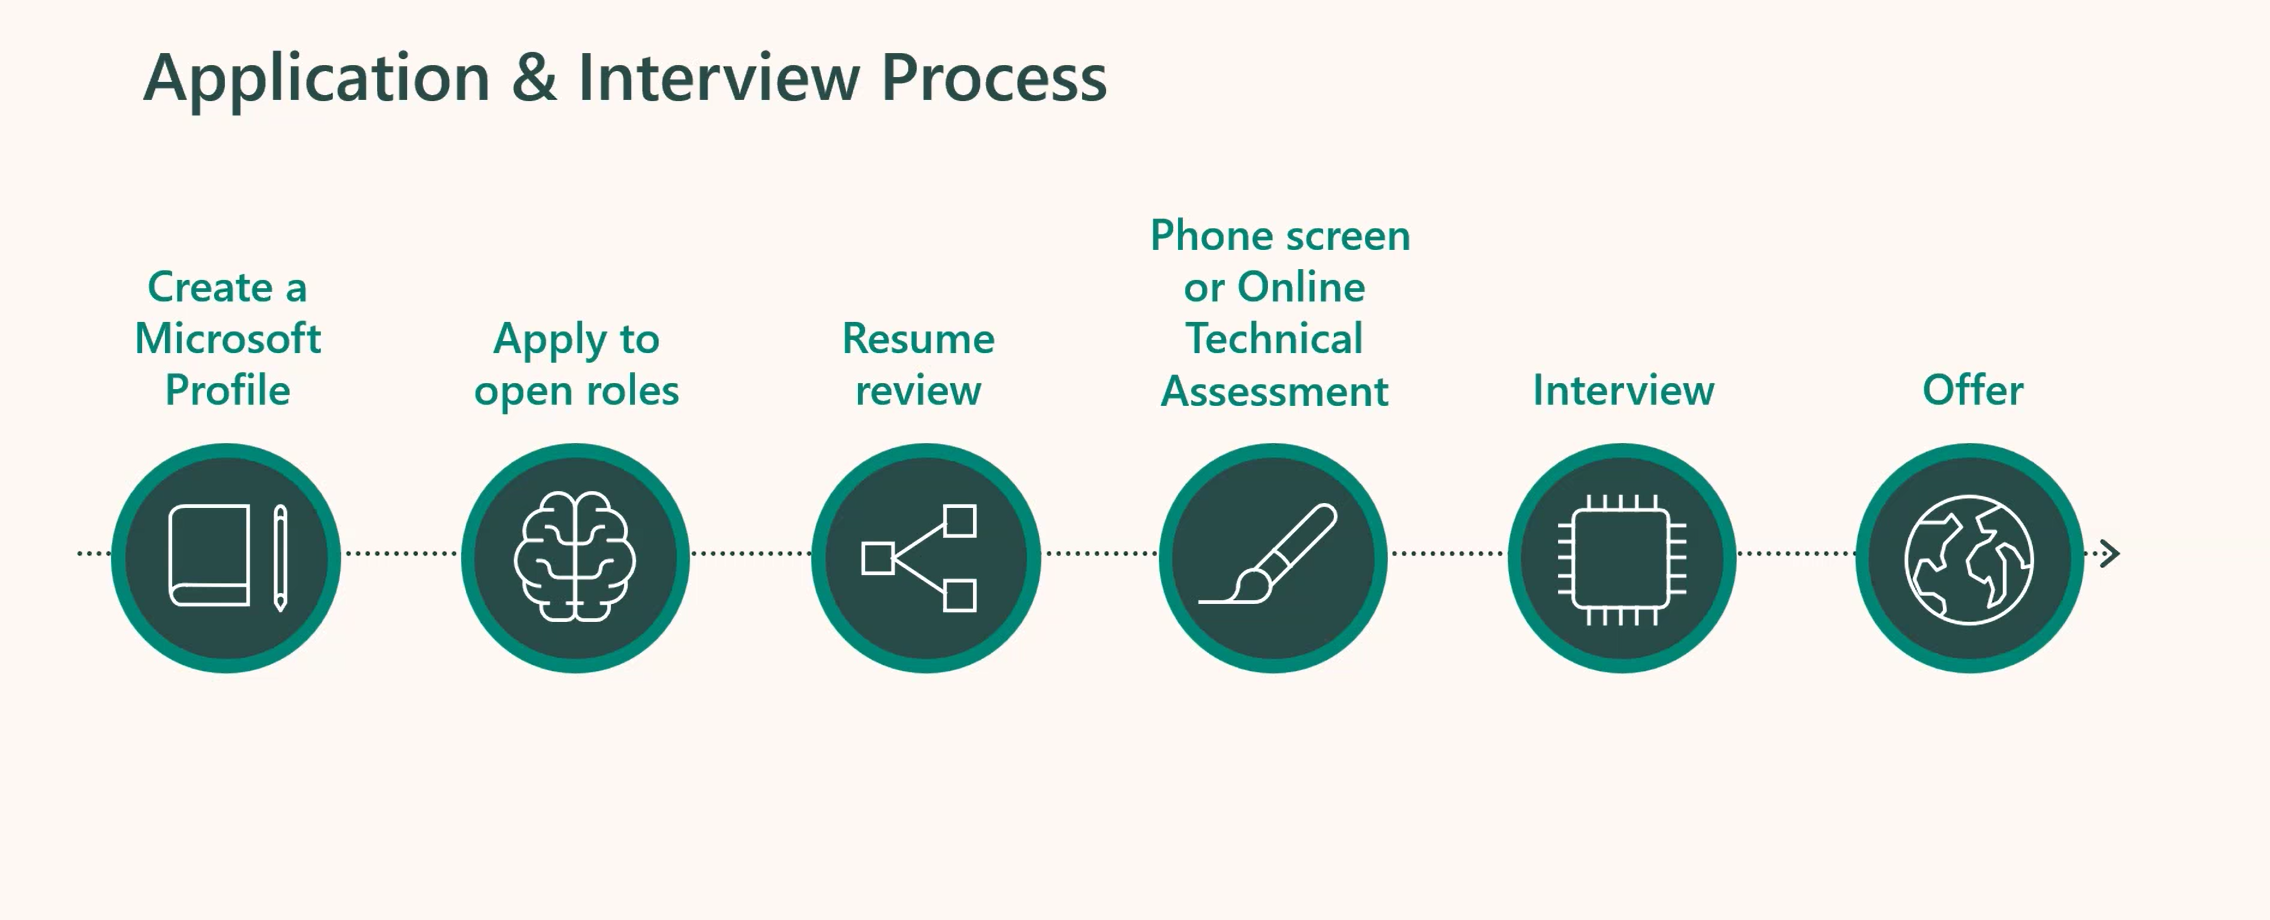 Application & Interview Process
Create a
Microsoft
Profile
Apply to
open roles
Resume
review
Phone screen
or Online
Technical
Assessment
Interview
Offer